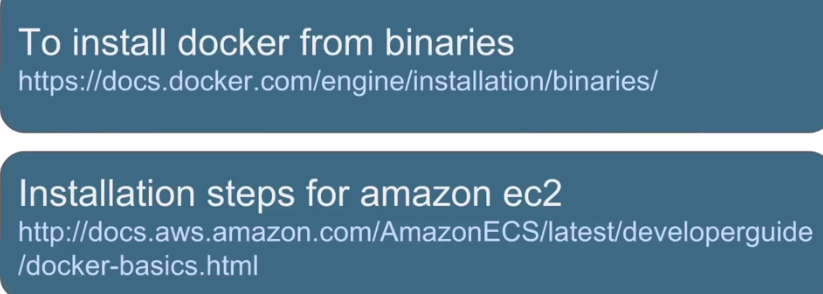 To install docker from binaries
https://docs.docker.com/engine/installation/binaries/
Installation steps for amazon ec2
http://docs.aws.amazon.com/AmazonECS/latest/developerguide
/docker-basics.html